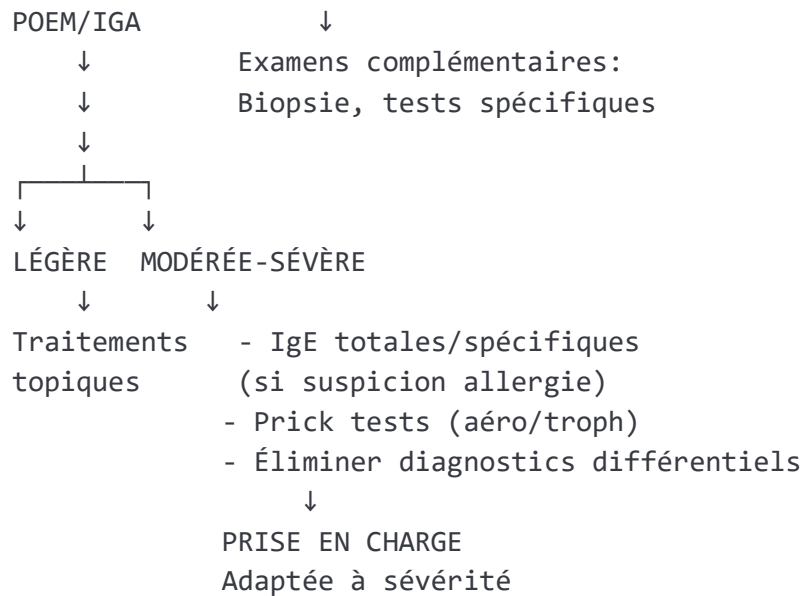 POEM/IGA ↓
↓ Examens complémentaires:
↓ Biopsie, tests spécifiques
↓
┌────┴────┐
↓ ↓
LÉGÈRE MODÉRÉE-SÉVÈRE
↓ ↓
Traitements - IgE totales/spécifiques
topiques (si suspicion allergie)
- Prick tests (aéro/troph)
- Éliminer diagnostics différentiels
↓
PRISE EN CHARGE
Adaptée à sévérité